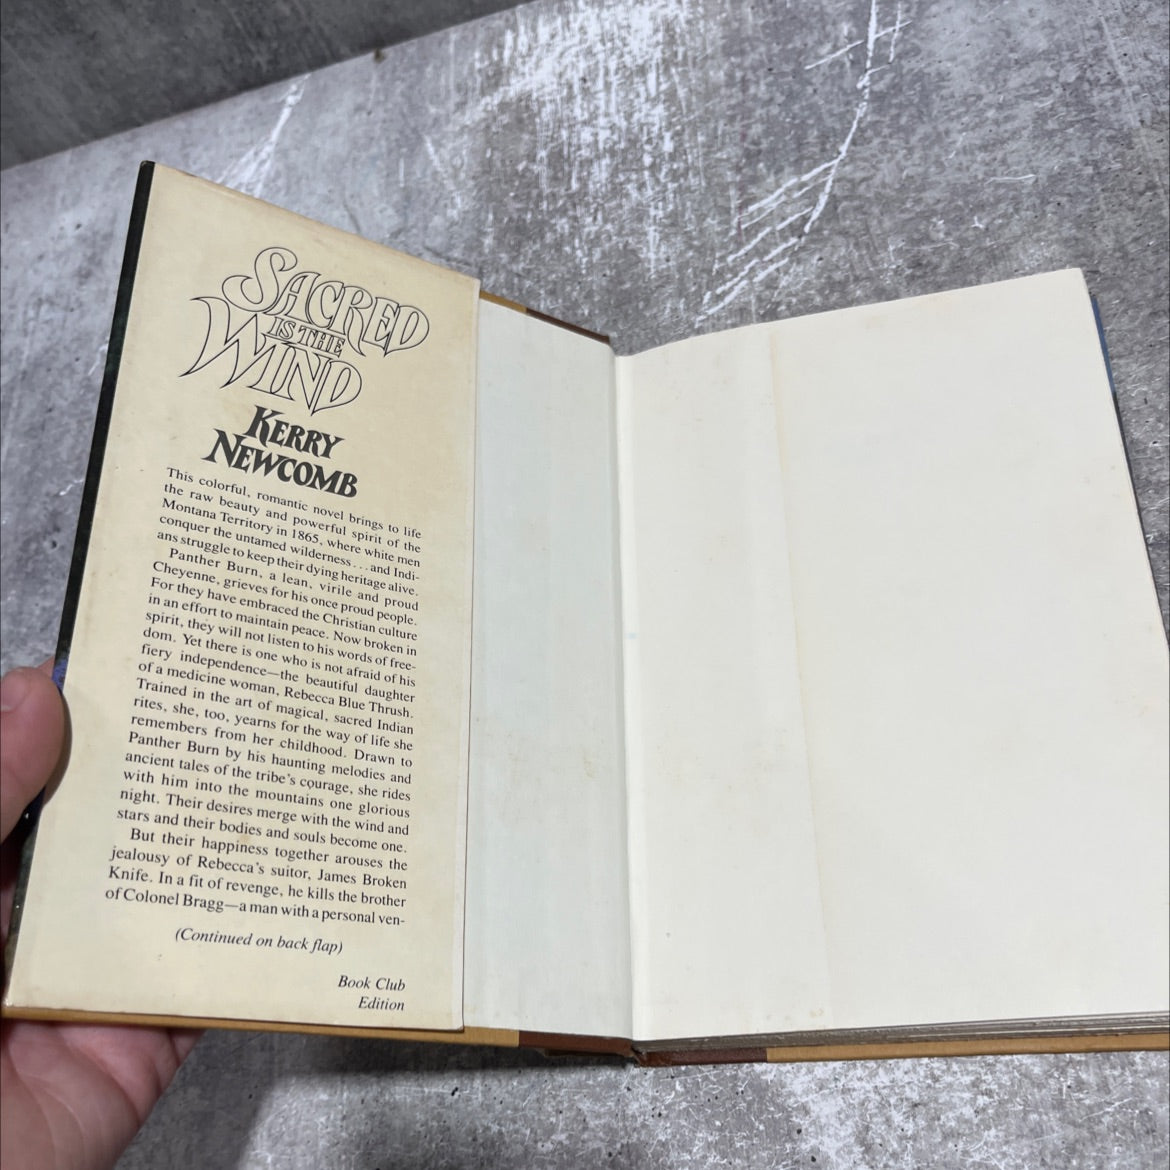 SACRED
IS THE
WIND
KERRY
NEWCOMB
This colorful, romantic novel brings to life
the raw beauty and powerful spirit of the
Montana Territory in 1865, where white men
conquer the untamed wilderness . . . and Indi-
ans struggle to keep their dying heritage alive.
Panther Burn, a lean, virile and proud
Cheyenne, grieves for his once proud people.
For they have embraced the Christian culture
in an effort to maintain peace. Now broken in
spirit, they will not listen to his words of free-
dom. Yet there is one who is not afraid of his
fiery independence—the beautiful daughter
of a medicine woman, Rebecca Blue Thrush.
Trained in the art of magical, sacred Indian
rites, she, too, yearns for the way of life she
remembers from her childhood. Drawn to
Panther Burn by his haunting melodies and
ancient tales of the tribe's courage, she rides
with him into the mountains one glorious
night. Their desires merge with the wind and
stars and their bodies and souls become one.
But their happiness together arouses the
jealousy of Rebecca's suitor, James Broken
Knife. In a fit of revenge, he kills the brother
of Colonel Bragg—a man with a personal ven-
(Continued on back flap)
Book Club
Edition